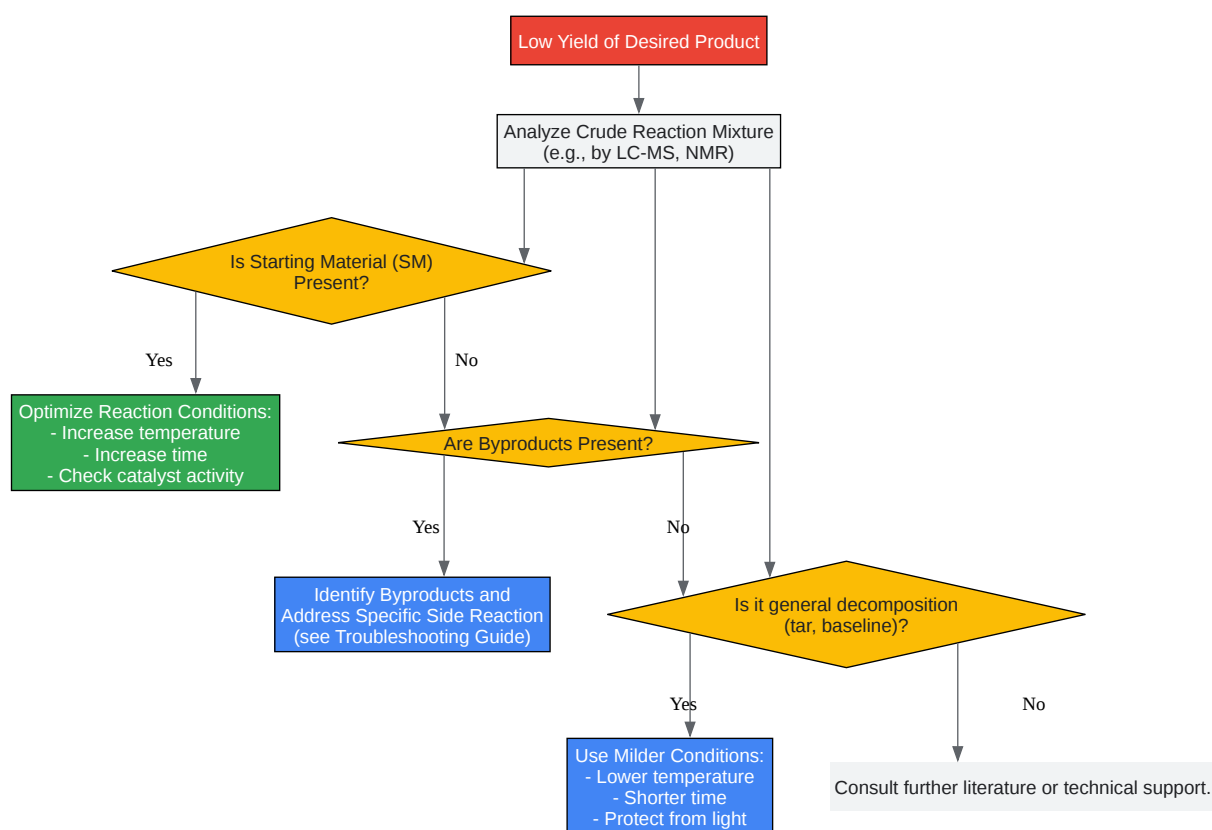 Low Yield of Desired Product
Analyze Crude Reaction Mixture
(e.g., by LC-MS, NMR)
Is Starting Material (SM)
Present?
Yes
No
Optimize Reaction Conditions:
- Increase temperature
- Increase time
- Check catalyst activity
Are Byproducts Present?
Yes
No
Identify Byproducts and
Address Specific Side Reaction
(see Troubleshooting Guide)
Is it general decomposition
(tar, baseline)?
Yes
No
Use Milder Conditions:
- Lower temperature
- Shorter time
- Protect from light
Consult further literature or technical support.